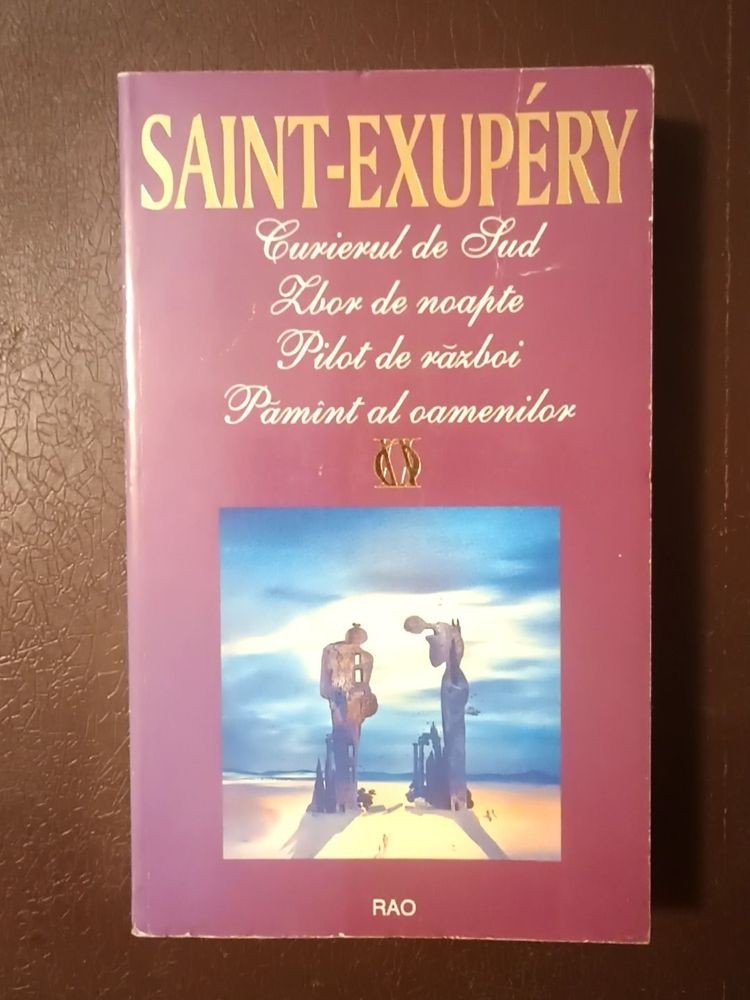 SAINT-EXUPÉRY
Curierul de Sud
Zbor de noapte
Pilot de război
Pămînt al oamenilor
RAO